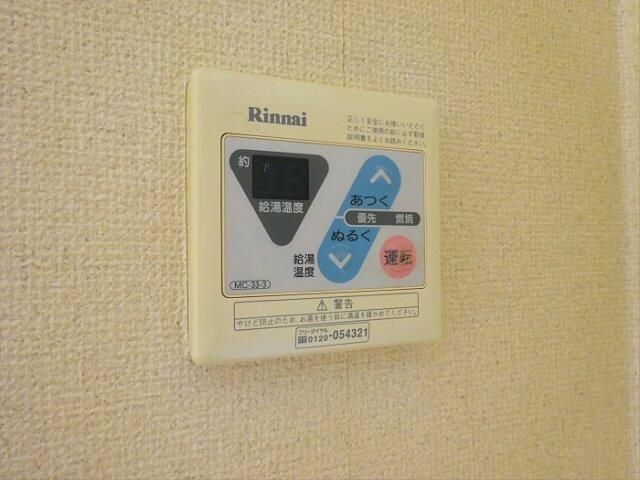 Rinnai
正しく安全にお使いいただく
ためにご使用の前に必ず取扱
説明書をよくお読みください。
約
給湯温度
あつく
優先 燃焼
ぬるく
給湯
温度
運転
MC-33-3
⚠ 警告
やけど防止のため、お湯を使う前に湯温を確かめてください。
フリーダイヤル
0120-054321